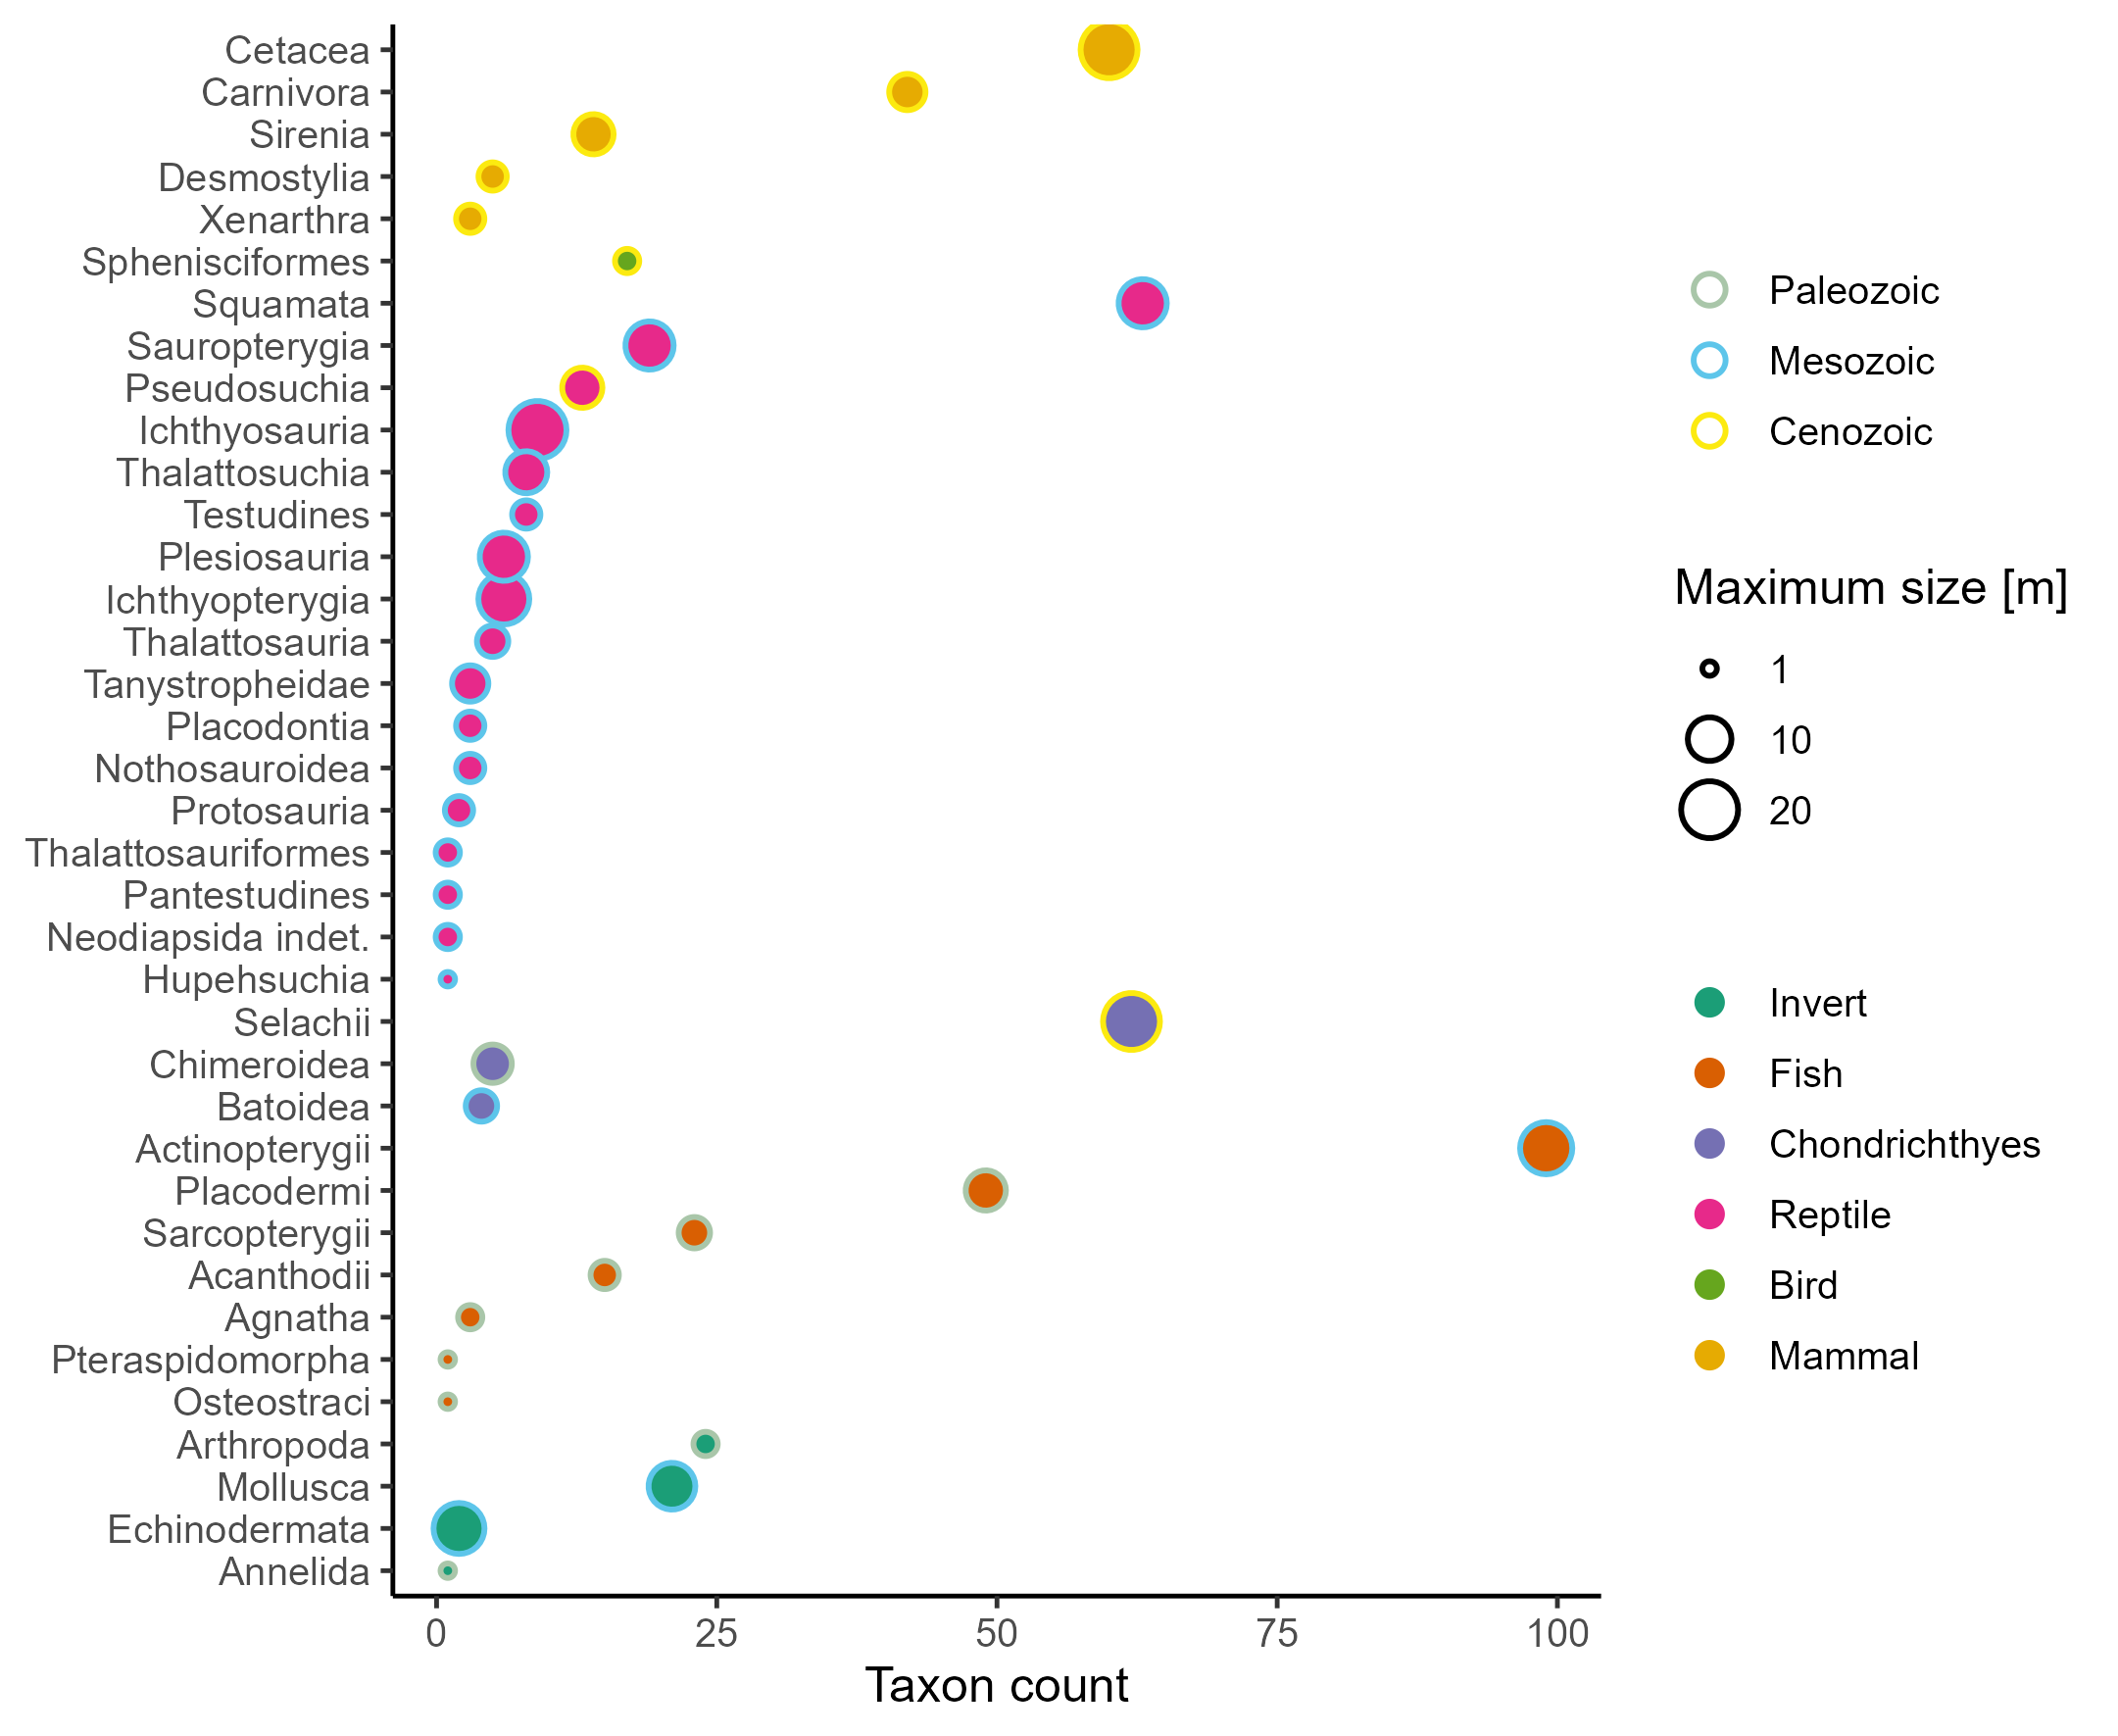 Cetacea
Carnivora
Sirenia
Desmostylia
Xenarthra
Sphenisciformes
Squamata
Sauropterygia
Pseudosuchia
Ichthyosauria
Thalattosuchia
Testudines
Plesiosauria
Ichthyopterygia
Thalattosauria
Tanystropheidae
Placodontia
Nothosauroidea
Protosauria
Thalattosauriformes
Pantestudines
Neodiapsida indet.
Hupehsuchia
Selachii
Chimeroidea
Batoidea
Actinopterygii
Placodermi
Sarcopterygii
Acanthodii
Agnatha
Pteraspidomorpha
Osteostraci
Arthropoda
Mollusca
Echinodermata
Annelida
0 25 50 75 100
Taxon count
Paleozoic
Mesozoic
Cenozoic
Maximum size [m]
1
10
20
Invert
Fish
Chondrichthyes
Reptile
Bird
Mammal